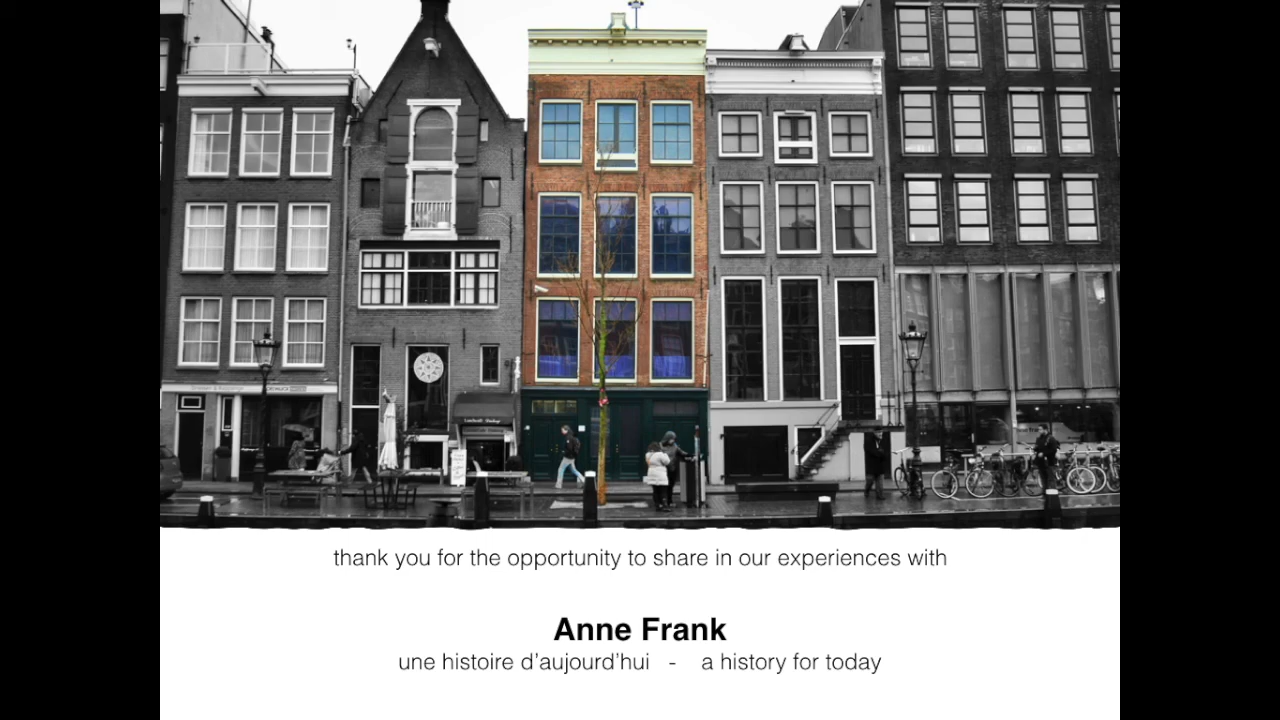 thank you for the opportunity to share in our experiences with
Anne Frank
une histoire d'aujourd'hui - a history for today